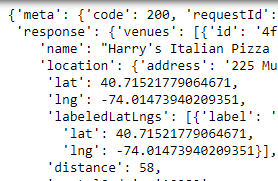 {'meta': {'code': 200, 'requestId':
'response': {'venues': [{'id': '4f
'name': "Harry's Italian Pizza
'location': {'address': '225 Mu
'lat': 40.71521779064671,
'lng': -74.01473940209351,
'labeledLatLngs': [{'label': '
'lat': 40.71521779064671,
'lng': -74.01473940209351}],
'distance': 58,